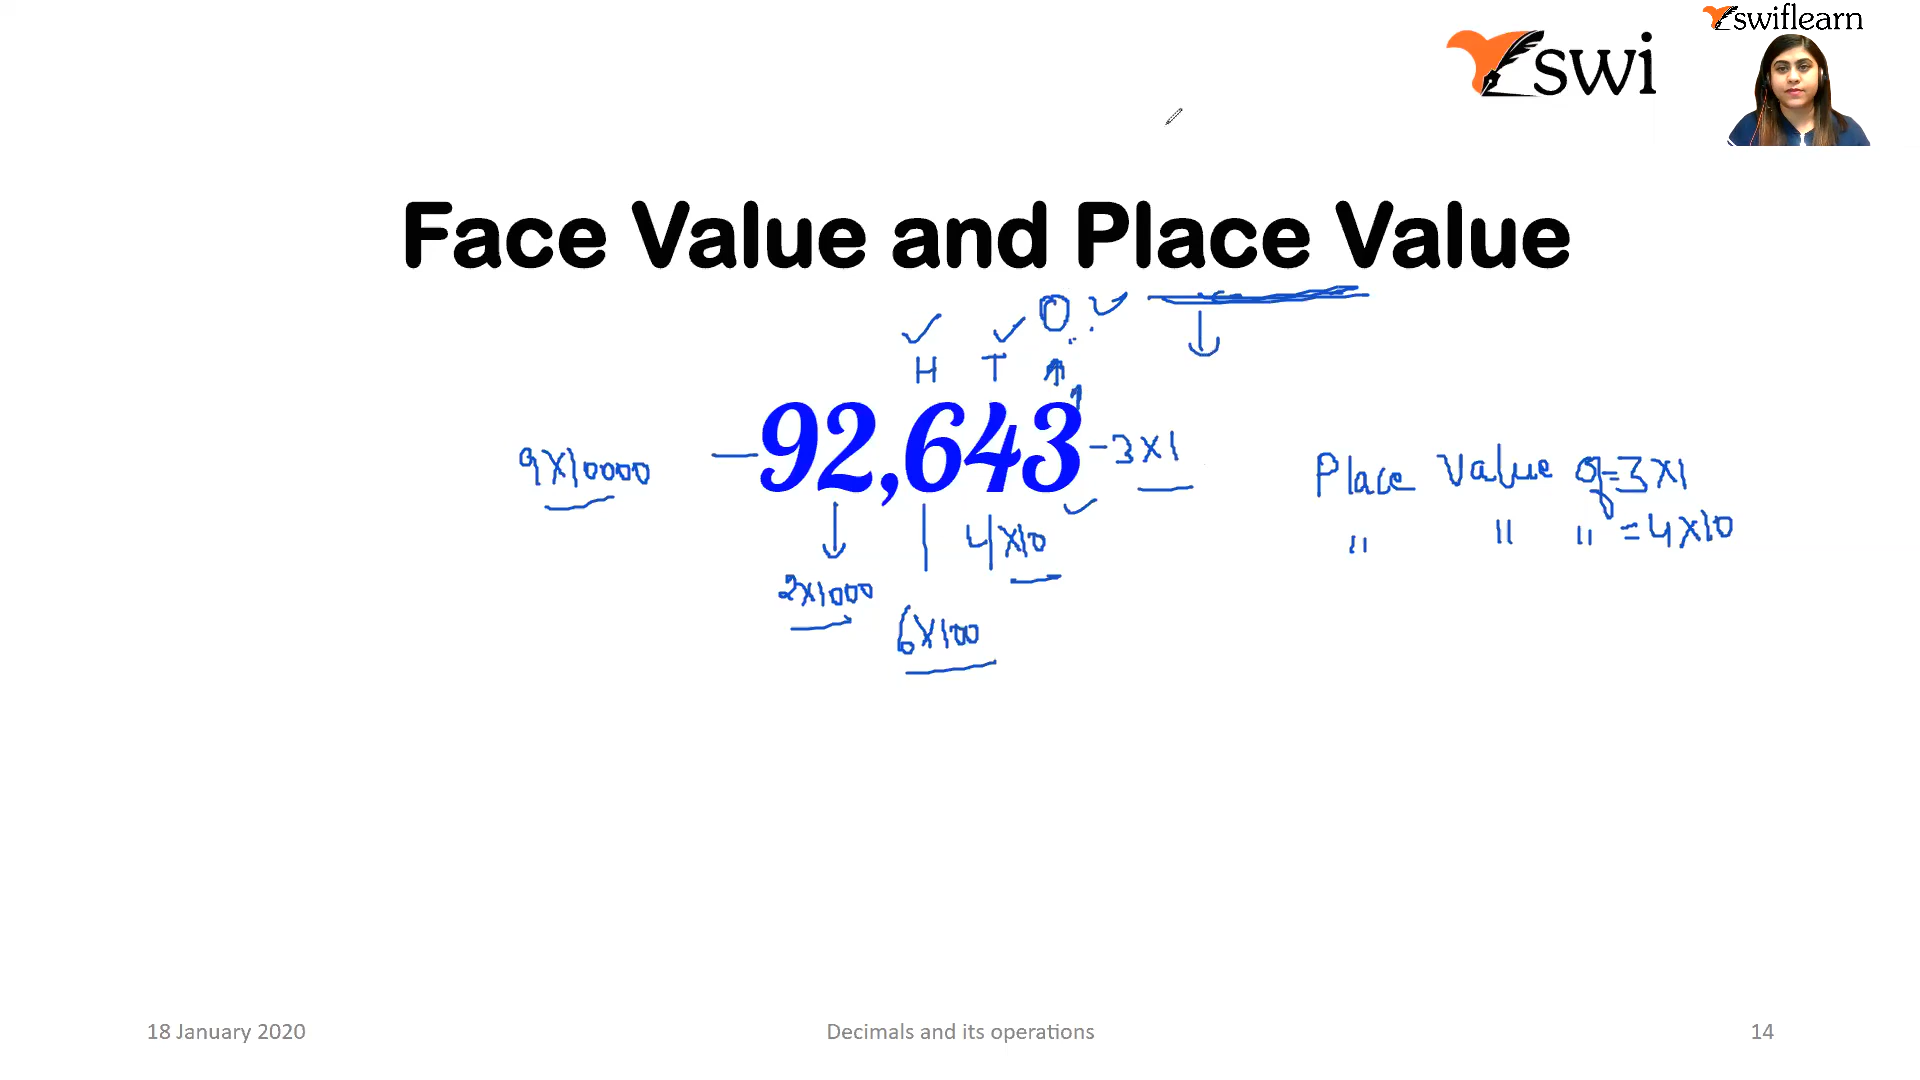 swiflearn
swi
Face Value and Place Value
O
H T
92,643
9X10000
-3X1
Place Value of=3X1
4X10
" " " =4X10
2X1000
6X100
18 January 2020
Decimals and its operations
14